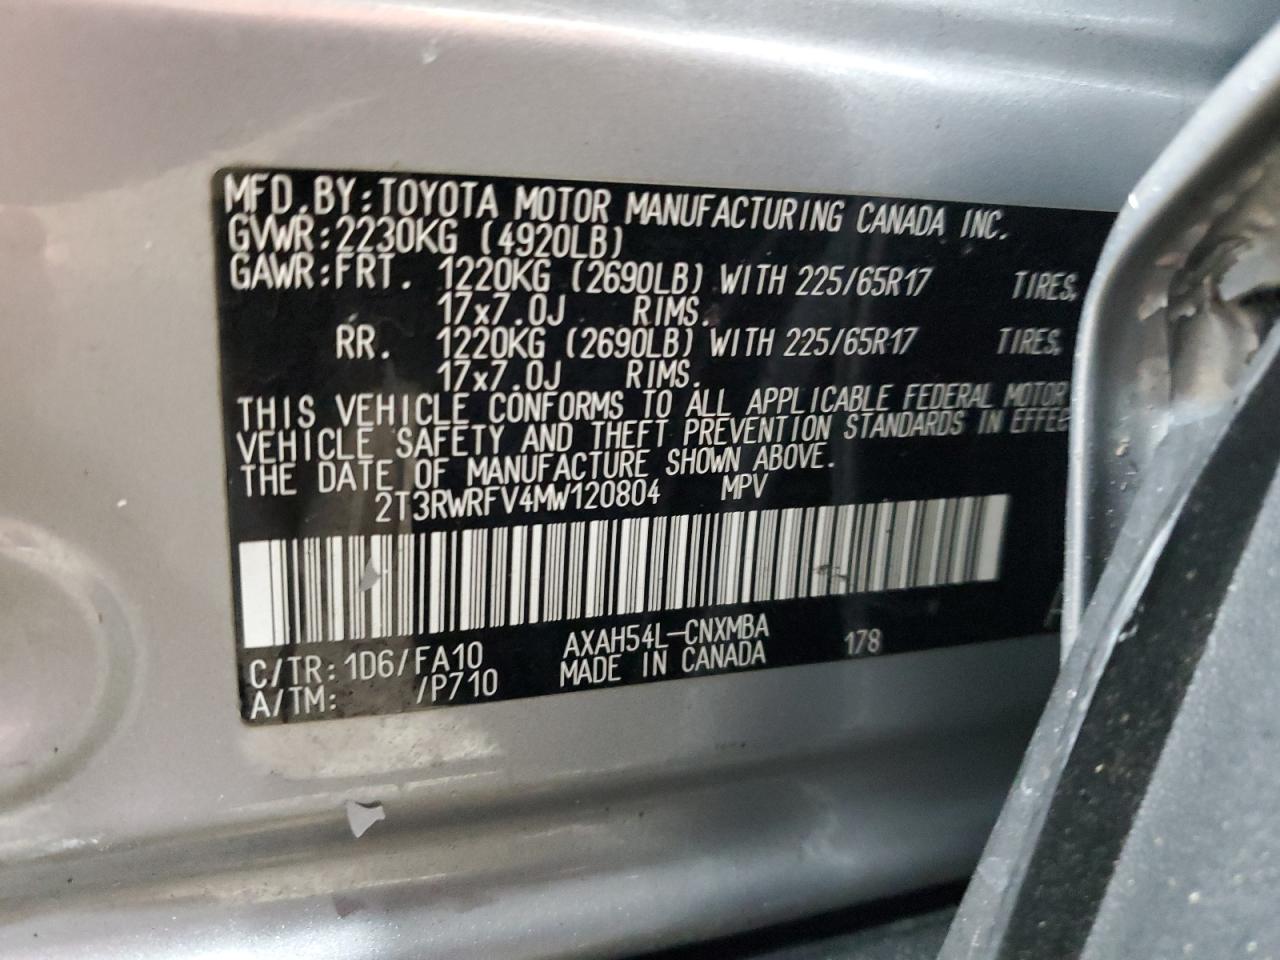 MFD.BY:TOYOTA MOTOR MANUFACTURING CANADA INC.
GVWR:2230KG (4920LB)
GAWR:FRT. 1220KG (2690LB) WITH 225/65R17 TIRES,
17x7.0J RIMS.
RR. 1220KG (2690LB) WITH 225/65R17 TIRES,
17x7.0J RIMS.
THIS VEHICLE CONFORMS TO ALL APPLICABLE FEDERAL MOTOR
VEHICLE SAFETY AND THEFT PREVENTION STANDARDS IN EFFEC
THE DATE OF MANUFACTURE SHOWN ABOVE.
2T3RWRFV4MW120804 MPV
C/TR:1D6/FA10 AXAH54L-CNXMBA 178
A/TM: /P710 MADE IN CANADA